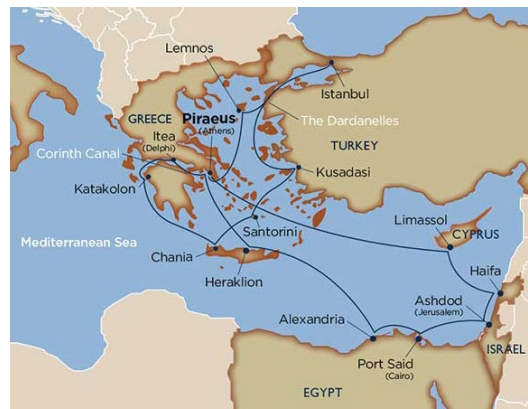 Lemnos
Istanbul
GREECE
Piraeus
(Athens)
The Dardanelles
Itea
(Delphi)
TURKEY
Corinth Canal
Kusadasi
Katakolon
Limassol
CYPRUS
Mediterranean Sea
Santorini
Chania
Haifa
Heraklion
Ashdod
(Jerusalem)
Alexandria
ISRAEL
Port Said
(Cairo)
EGYPT